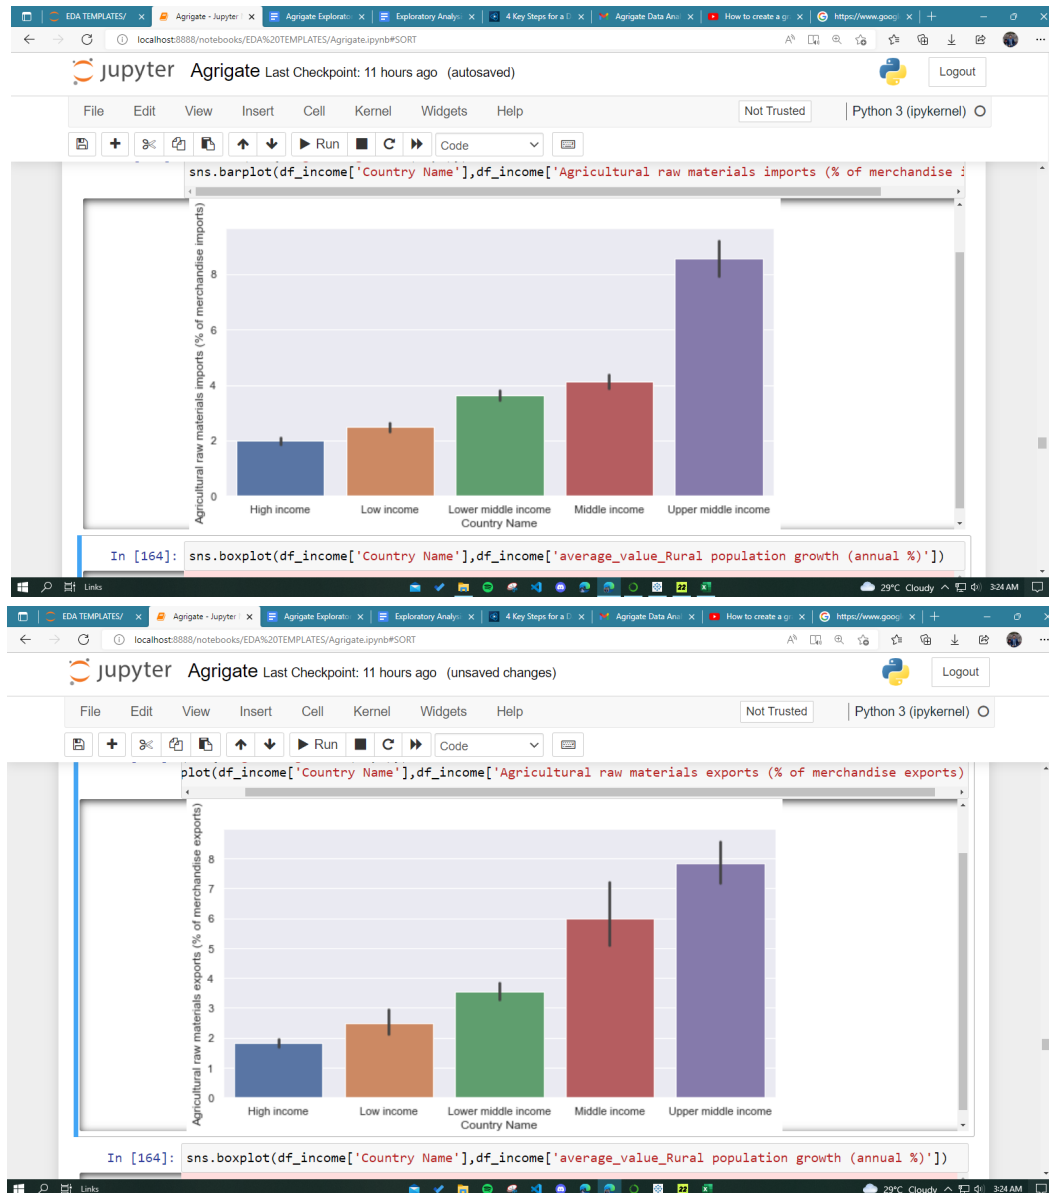 EDA TEMPLATES/
Agrigate - Jupyter
Agrigate Explorato
Exploratory Analys
4 Key Steps for a D
Agrigate Data Anal
How to create a gr
https://www.googl
localhost:8888/notebooks/EDA%20TEMPLATES/Agrigate.ipynb#SORT
jupyter Agrigate Last Checkpoint: 11 hours ago (autosaved)
Logout
File Edit View Insert Cell Kernel Widgets Help
Not Trusted
Python 3 (ipykernel)
Run
Code
sns.barplot(df_income['Country Name'],df_income['Agricultural raw materials imports (% of merchandise i
Agricultural raw materials imports (% of merchandise imports)
8
6
4
2
0
High income Low income Lower middle income Middle income Upper middle income
Country Name
In [164]: sns.boxplot(df_income['Country Name'],df_income['average_value_Rural population growth (annual %)'])
Links
22
29°C Cloudy
3:24 AM
EDA TEMPLATES/
Agrigate - Jupyter
Agrigate Explorato
Exploratory Analys
4 Key Steps for a D
Agrigate Data Anal
How to create a gr
https://www.googl
localhost:8888/notebooks/EDA%20TEMPLATES/Agrigate.ipynb#SORT
jupyter Agrigate Last Checkpoint: 11 hours ago (unsaved changes)
Logout
File Edit View Insert Cell Kernel Widgets Help
Not Trusted
Python 3 (ipykernel)
Run
Code
plot(df_income['Country Name'],df_income['Agricultural raw materials exports (% of merchandise exports)
Agricultural raw materials exports (% of merchandise exports)
8
7
6
5
4
3
2
1
0
High income Low income Lower middle income Middle income Upper middle income
Country Name
In [164]: sns.boxplot(df_income['Country Name'],df_income['average_value_Rural population growth (annual %)'])
Links
22
29°C Cloudy
3:24 AM